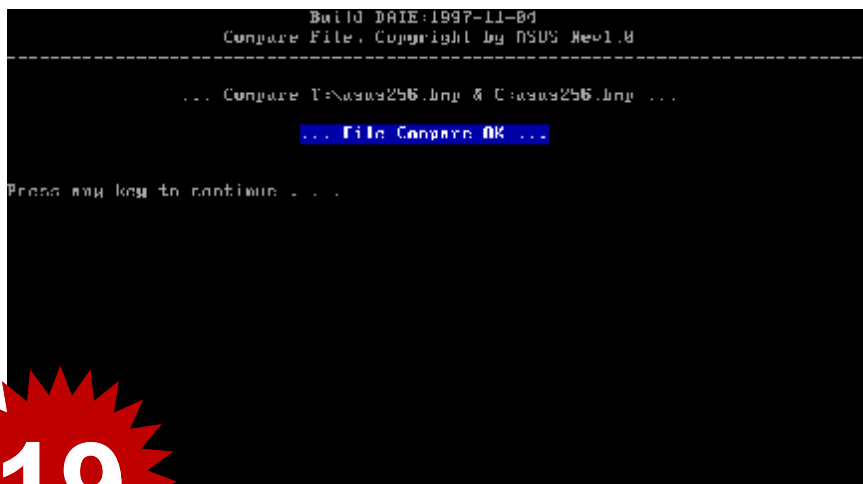 Build DATE:1997-11-04
Compare File. Copyright by ASUS Rev1.0
... Compare T:\asus256.bmp & C:asus256.bmp ...
... File Compare OK ...
Press any key to continue . . .
19